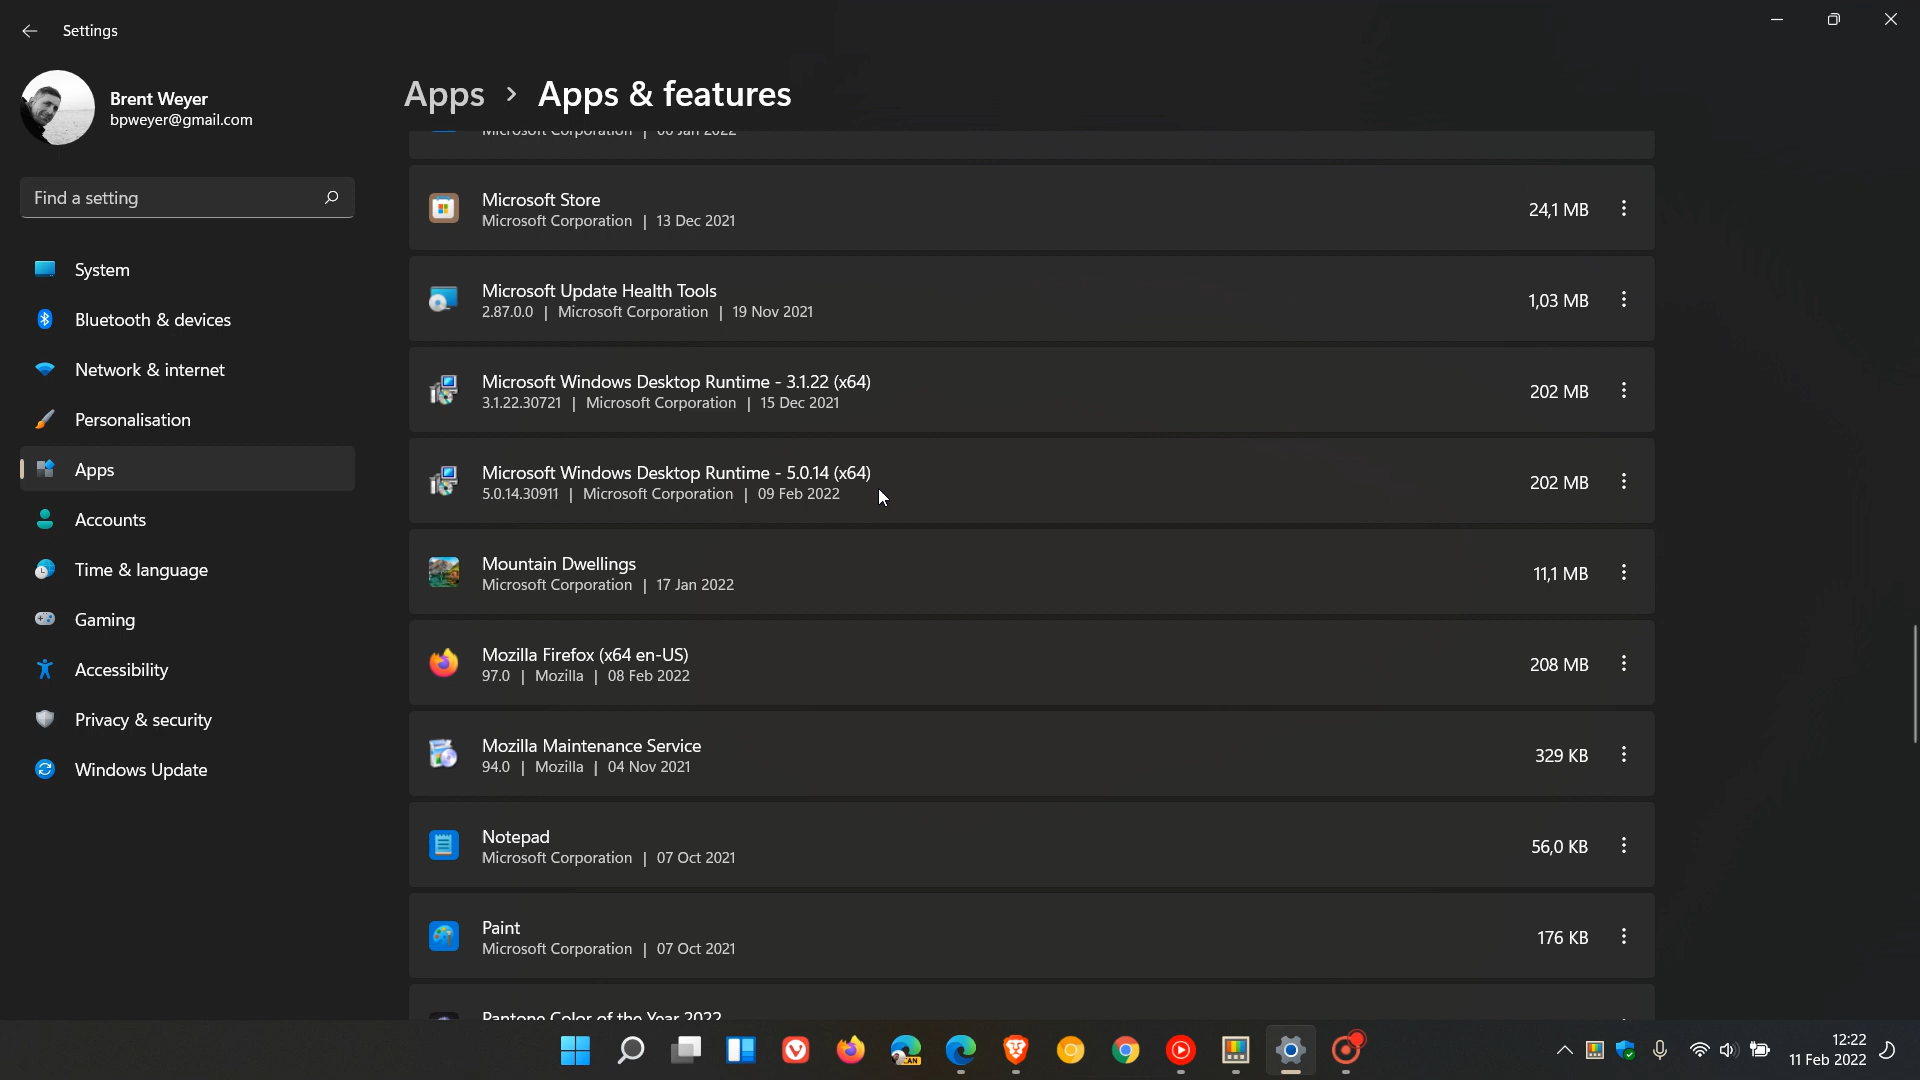 Settings
Brent Weyer
bpweyer@gmail.com
Find a setting
System
Bluetooth & devices
Network & internet
Personalisation
Apps
Accounts
Time & language
Gaming
Accessibility
Privacy & security
Windows Update
Apps > Apps & features
Microsoft Corporation | 06 Jan 2022
Microsoft Store
Microsoft Corporation | 13 Dec 2021
24,1 MB
Microsoft Update Health Tools
2.87.0.0 | Microsoft Corporation | 19 Nov 2021
1,03 MB
Microsoft Windows Desktop Runtime - 3.1.22 (x64)
3.1.22.30721 | Microsoft Corporation | 15 Dec 2021
202 MB
Microsoft Windows Desktop Runtime - 5.0.14 (x64)
5.0.14.30911 | Microsoft Corporation | 09 Feb 2022
202 MB
Mountain Dwellings
Microsoft Corporation | 17 Jan 2022
11,1 MB
Mozilla Firefox (x64 en-US)
97.0 | Mozilla | 08 Feb 2022
208 MB
Mozilla Maintenance Service
94.0 | Mozilla | 04 Nov 2021
329 KB
Notepad
Microsoft Corporation | 07 Oct 2021
56,0 KB
Paint
Microsoft Corporation | 07 Oct 2021
176 KB
Pantone Color of the Year 2022
CAN
12:22
11 Feb 2022